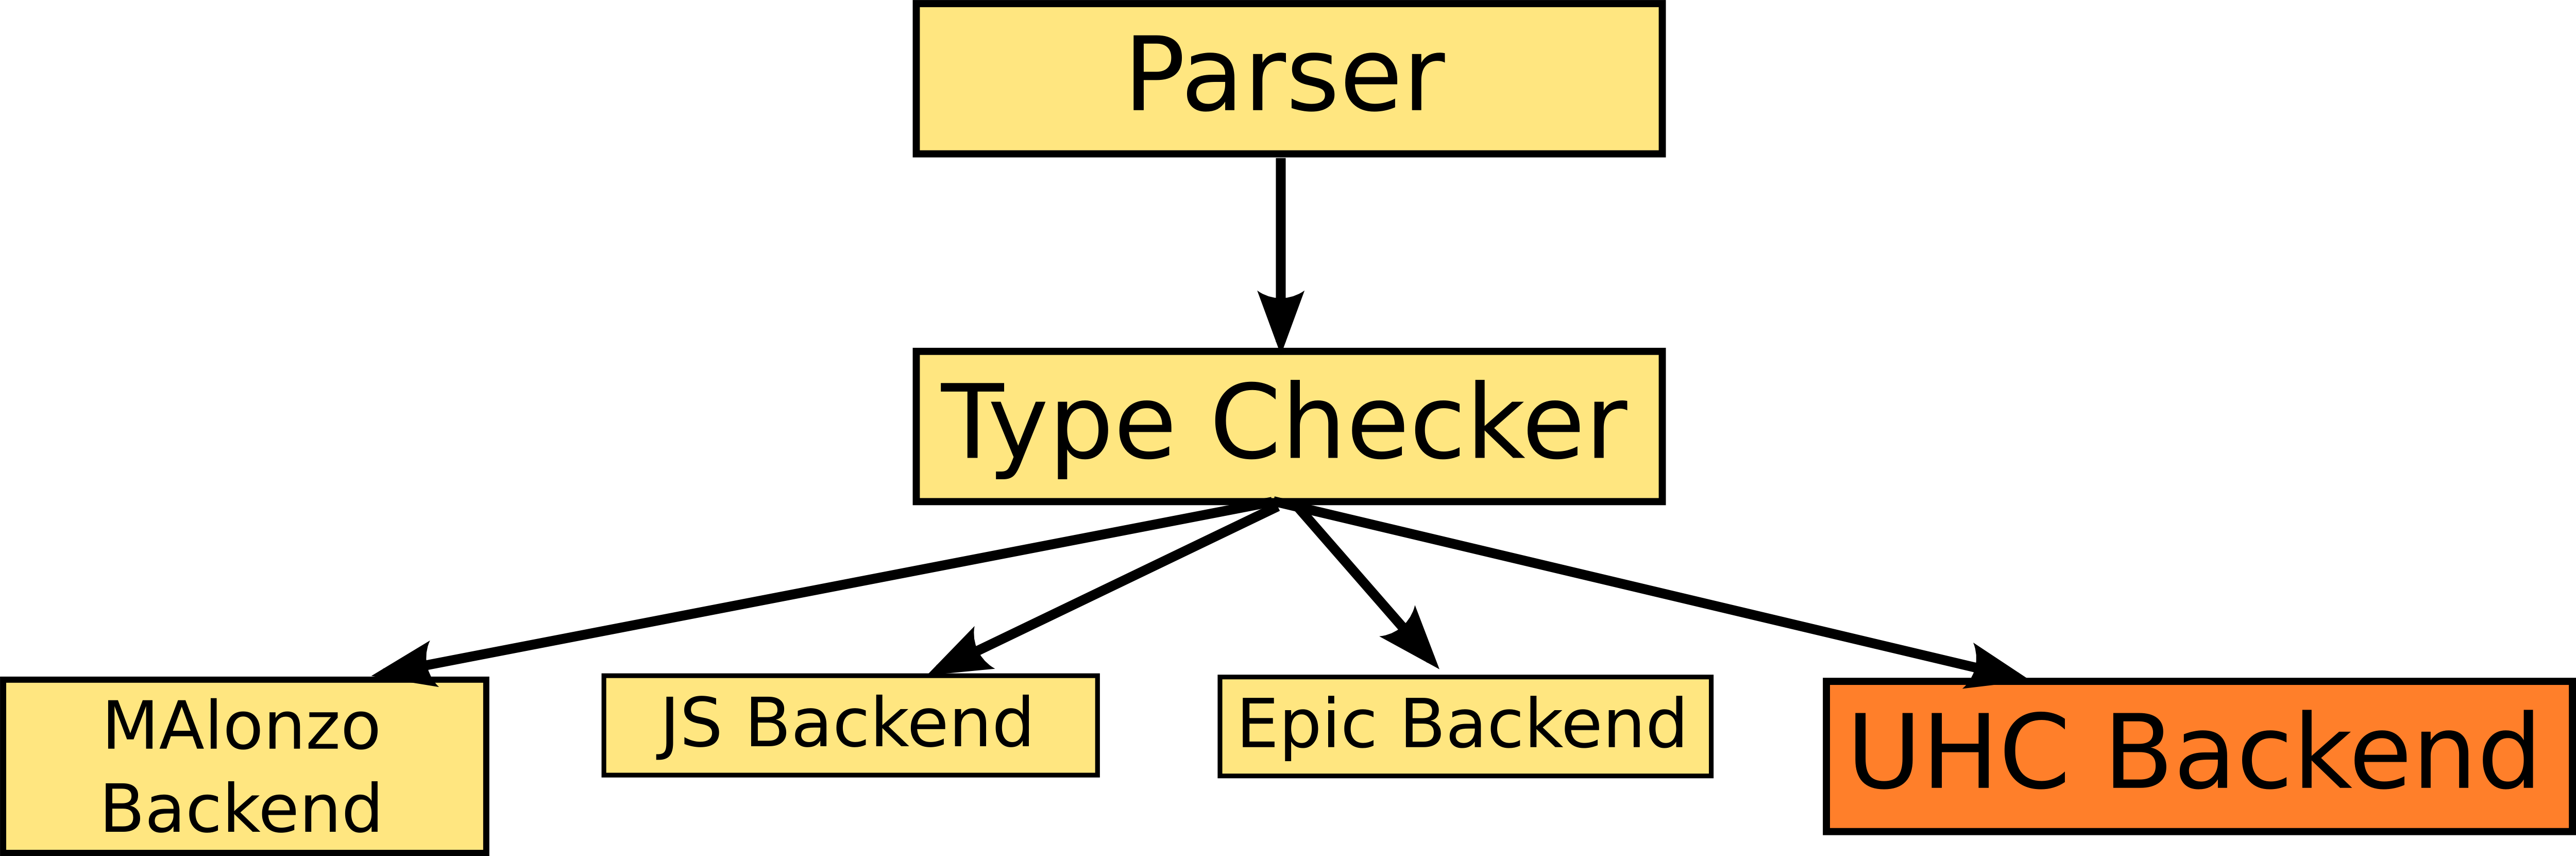 Parser
Type Checker
MAlonzo
Backend
JS Backend
Epic Backend
UHC Backend